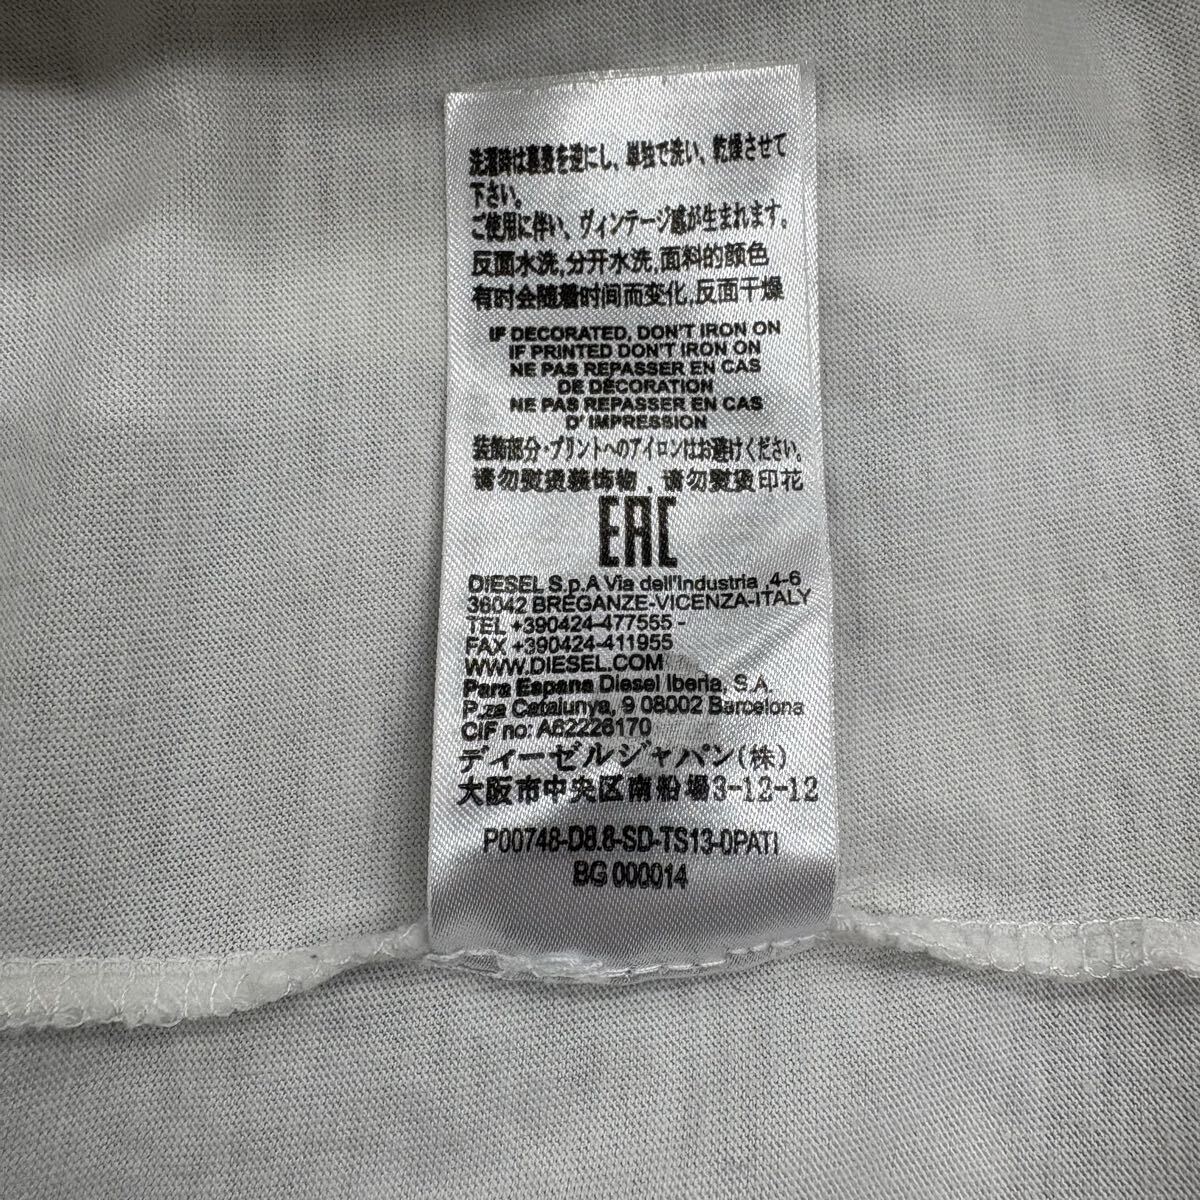 洗濯時は裏表を逆にし、単独で洗い、乾燥させて
下さい。
ご使用に伴い、ヴィンテージ感が生まれます。
反面水洗,分开水洗,面料的颜色
有时会随着时间而变化,反面干燥
IF DECORATED, DON'T IRON ON
IF PRINTED DON'T IRON ON
NE PAS REPASSER EN CAS
DE DÉCORATION
NE PAS REPASSER EN CAS
D' IMPRESSION
装飾部分・プリントへのアイロンはお避けください。
请勿熨烫装饰物 . 请勿熨烫印花
EAC
DIESEL S.p.A Via dell'Industria ,4-6
36042 BREGANZE-VICENZA-ITALY
TEL +390424-477555 -
FAX +390424-411955
WWW.DIESEL.COM
Para Espana Diesel Iberia, S.A.
P.za Catalunya, 9 08002 Barcelona
CIF no: A62226170
ディーゼルジャパン(株)
大阪市中央区南船場3-12-12
P00748-D8.8-SD-TS13-0PATI
BG 000014